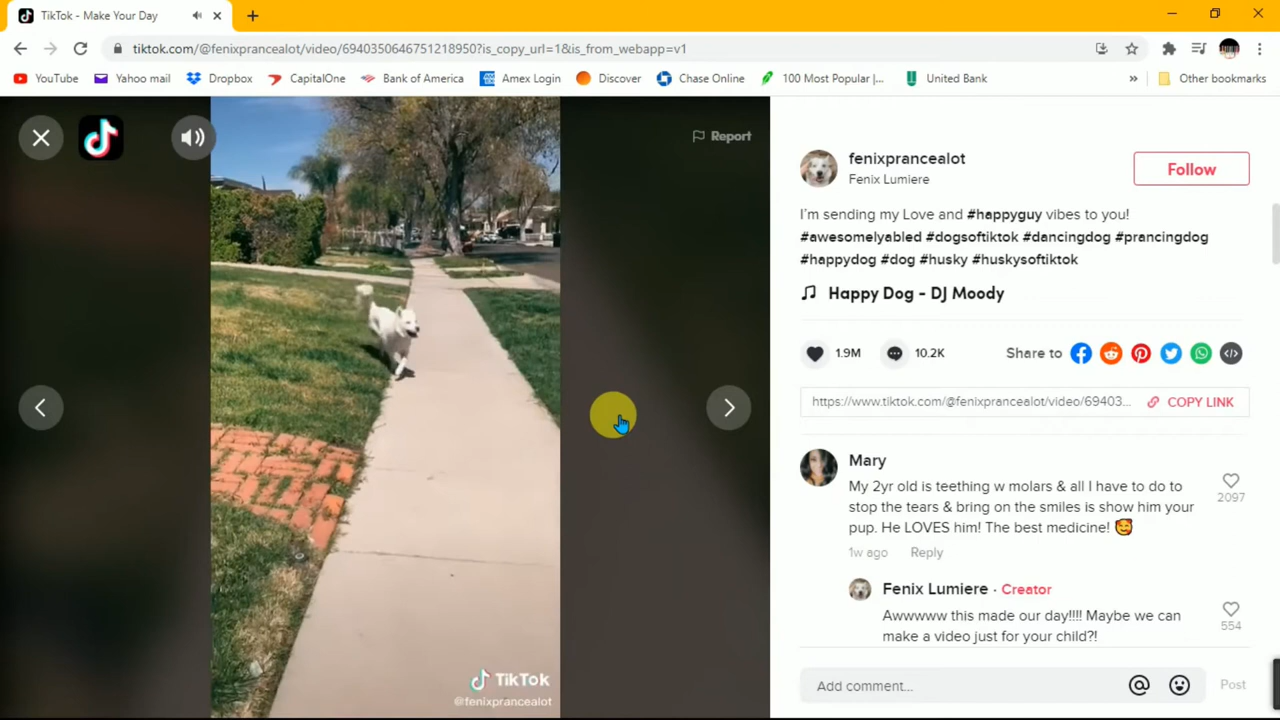 TikTok - Make Your Day
tiktok.com/@fenixprancealot/video/6940350646751218950?is_copy_url=1&is_from_webapp=v1
YouTube Yahoo mail Dropbox CapitalOne Bank of America Amex Login Discover Chase Online 100 Most Popular |... United Bank » Other bookmarks
Report
TikTok
@fenixprancealot
fenixprancealot
Fenix Lumiere
Follow
I'm sending my Love and #happyguy vibes to you!
#awesomelyabled #dogsoftiktok #dancingdog #prancingdog
#happydog #dog #husky #huskysoftiktok
Happy Dog - DJ Moody
1.9M 10.2K Share to
https://www.tiktok.com/@fenixprancealot/video/69403... COPY LINK
Mary
My 2yr old is teething w molars & all I have to do to
stop the tears & bring on the smiles is show him your
pup. He LOVES him! The best medicine! 🥰
2097
1w ago Reply
Fenix Lumiere · Creator
Awwwww this made our day!!!! Maybe we can
make a video just for your child?!
554
Add comment... @ Post